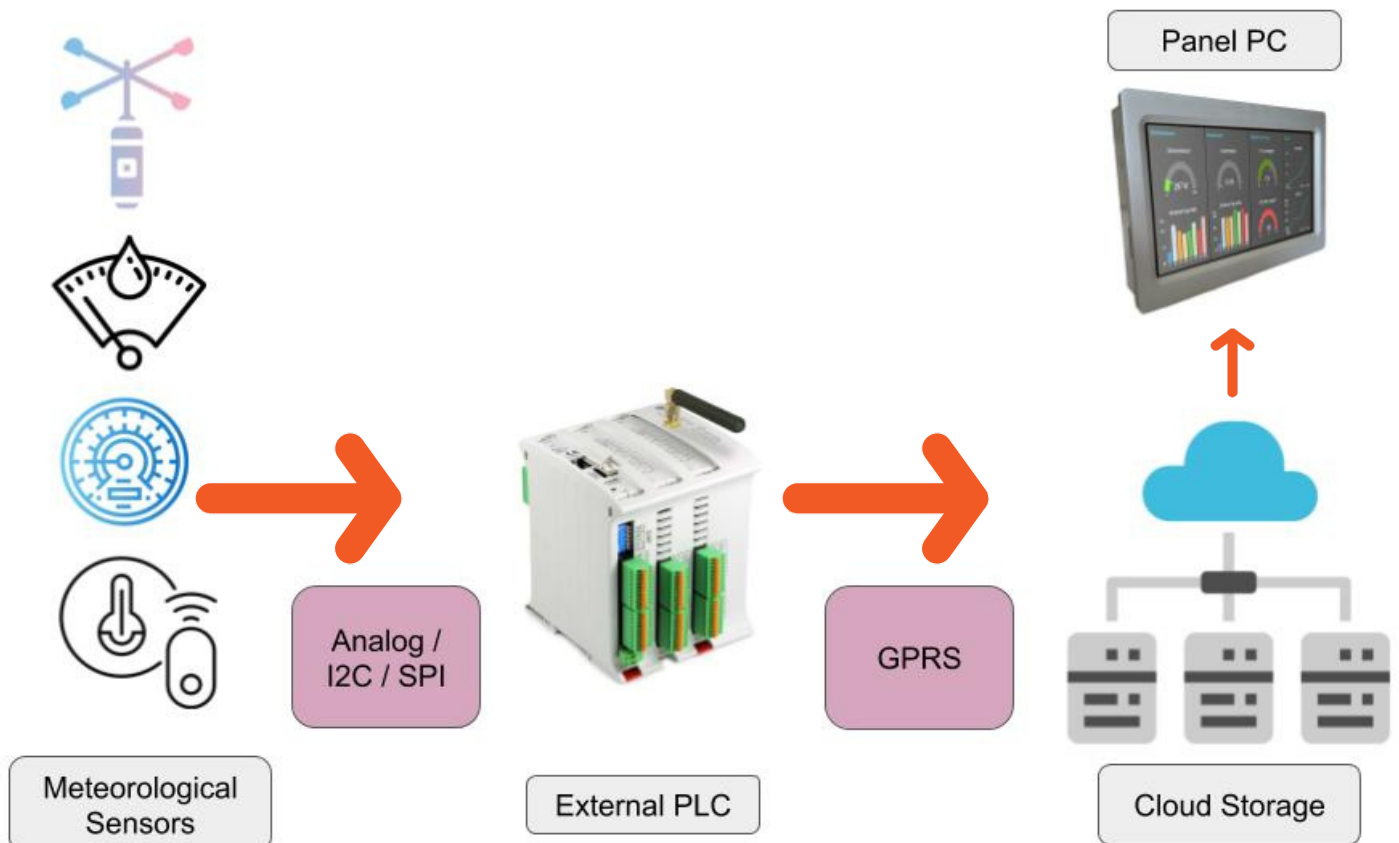 Panel PC
Analog /
I2C / SPI
GPRS
Meteorological
Sensors
External PLC
Cloud Storage